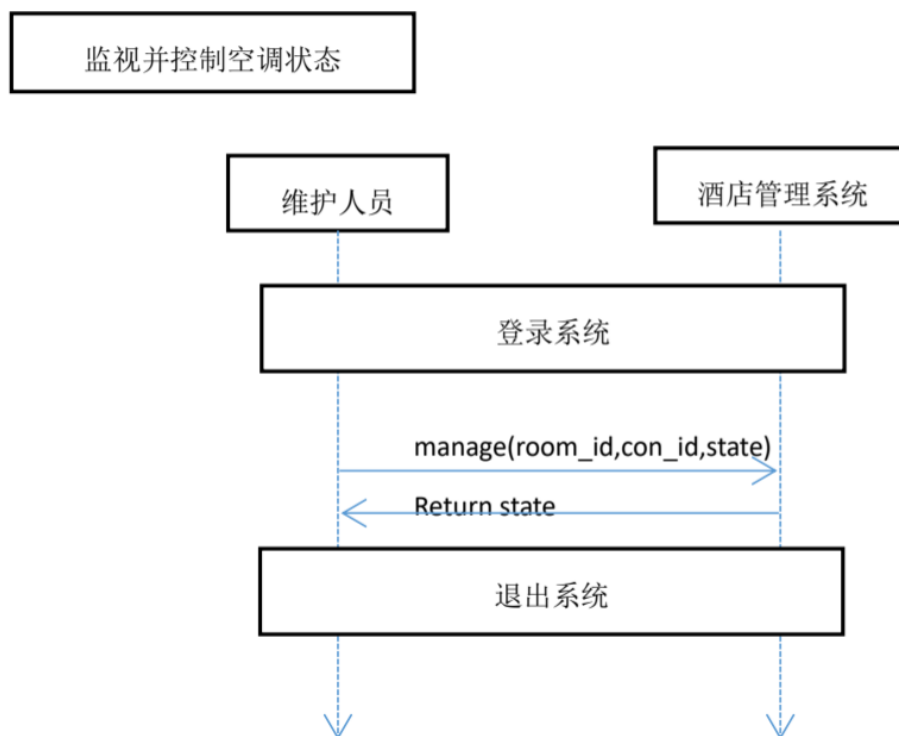 监视并控制空调状态
维护人员
酒店管理系统
登录系统
manage(room_id,con_id,state)
Return state
退出系统